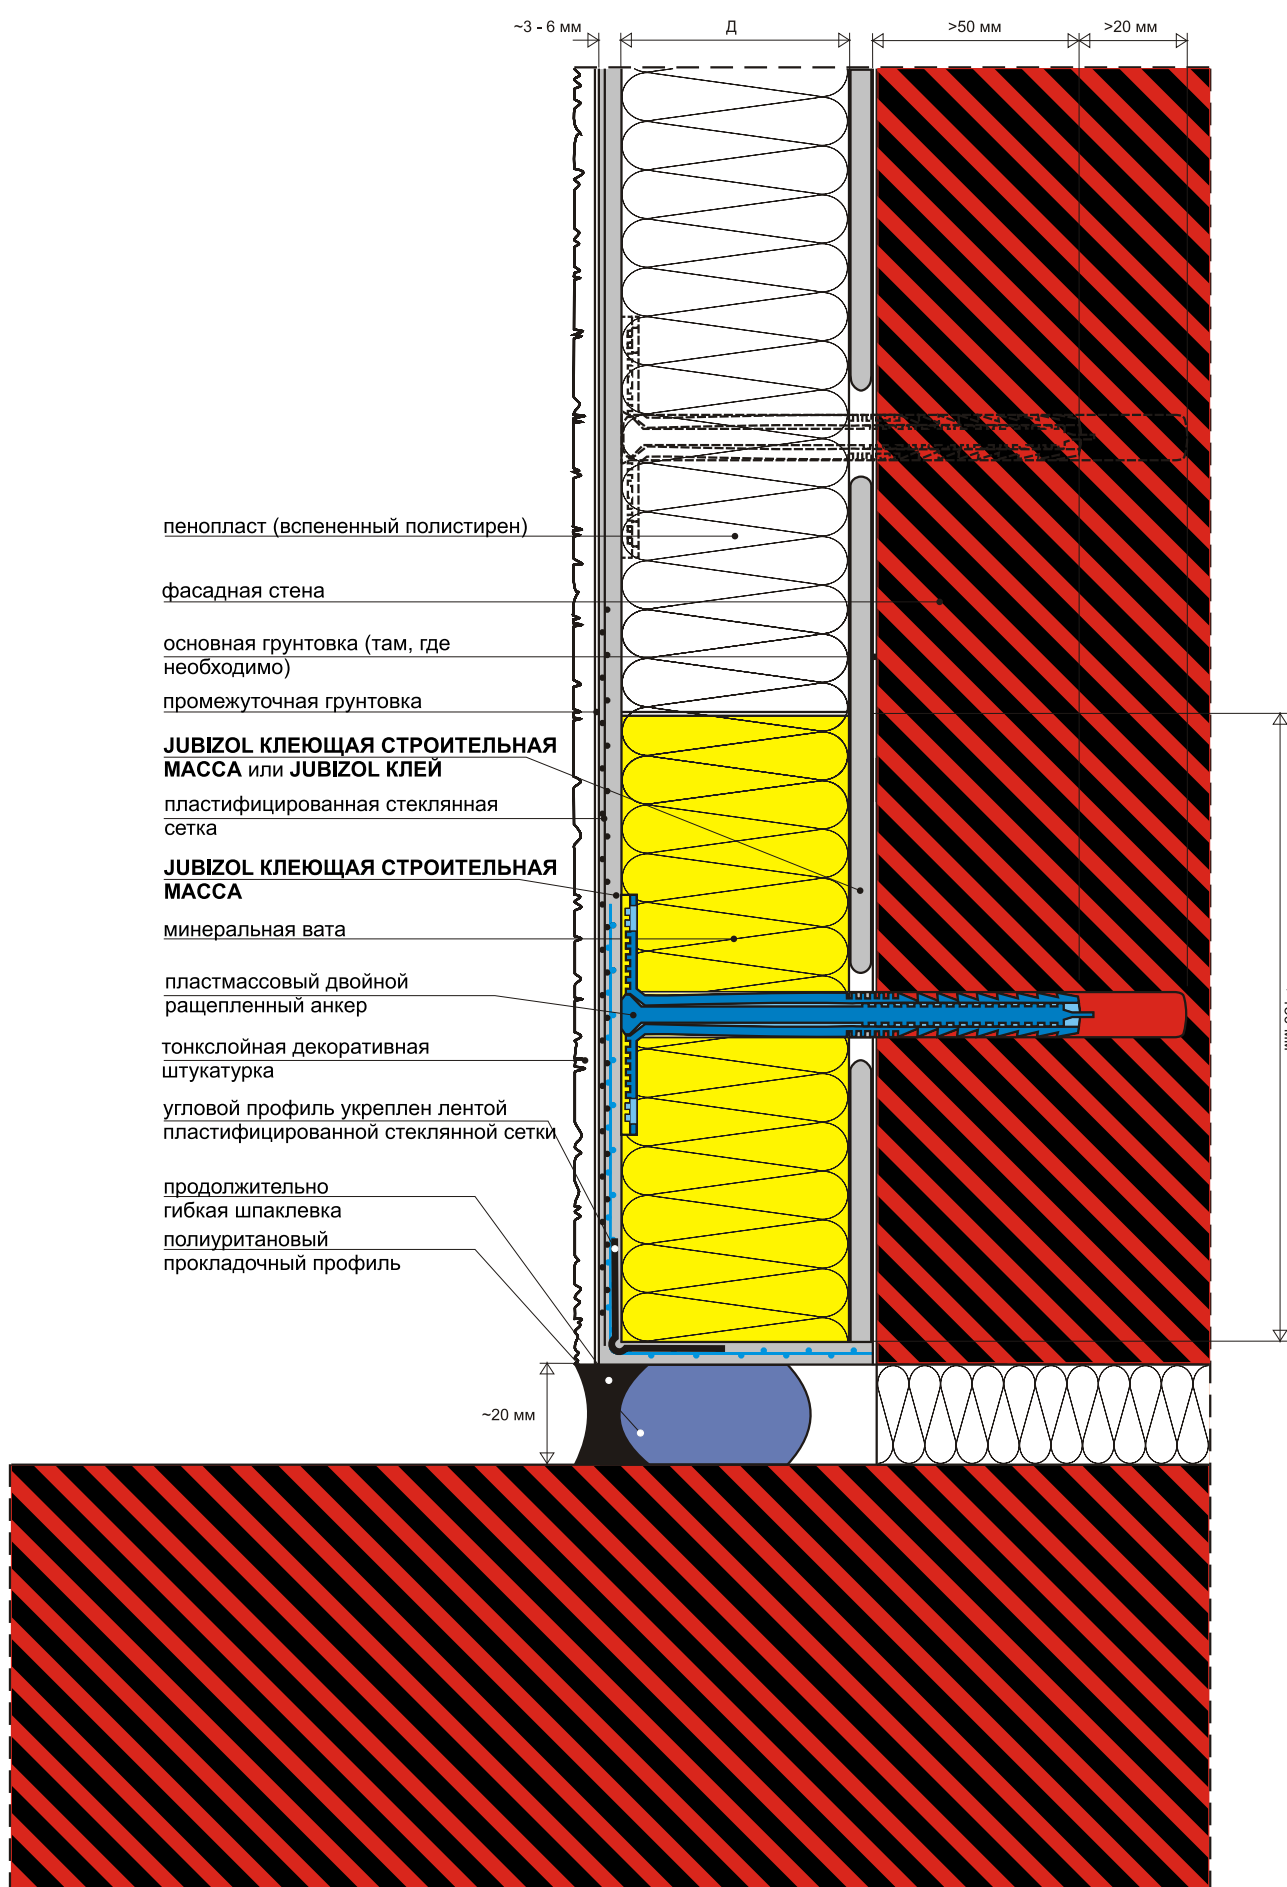 ~3 - 6 мм
Д
>50 мм
>20 мм
пенопласт (вспененный полистирен)
фасадная стена
основная грунтовка (там, где
необходимо)
промежуточная грунтовка
JUBIZOL КЛЕЮЩАЯ СТРОИТЕЛЬНАЯ
МАССА или JUBIZOL КЛЕЙ
пластифицированная стеклянная
сетка
JUBIZOL КЛЕЮЩАЯ СТРОИТЕЛЬНАЯ
МАССА
минеральная вата
пластмассовый двойной
ращепленный анкер
тонкслойная декоративная
штукатурка
угловой профиль укреплен лентой
пластифицированной стеклянной сетки
продолжительно
гибкая шпаклевка
полиуритановый
прокладочный профиль
~20 мм